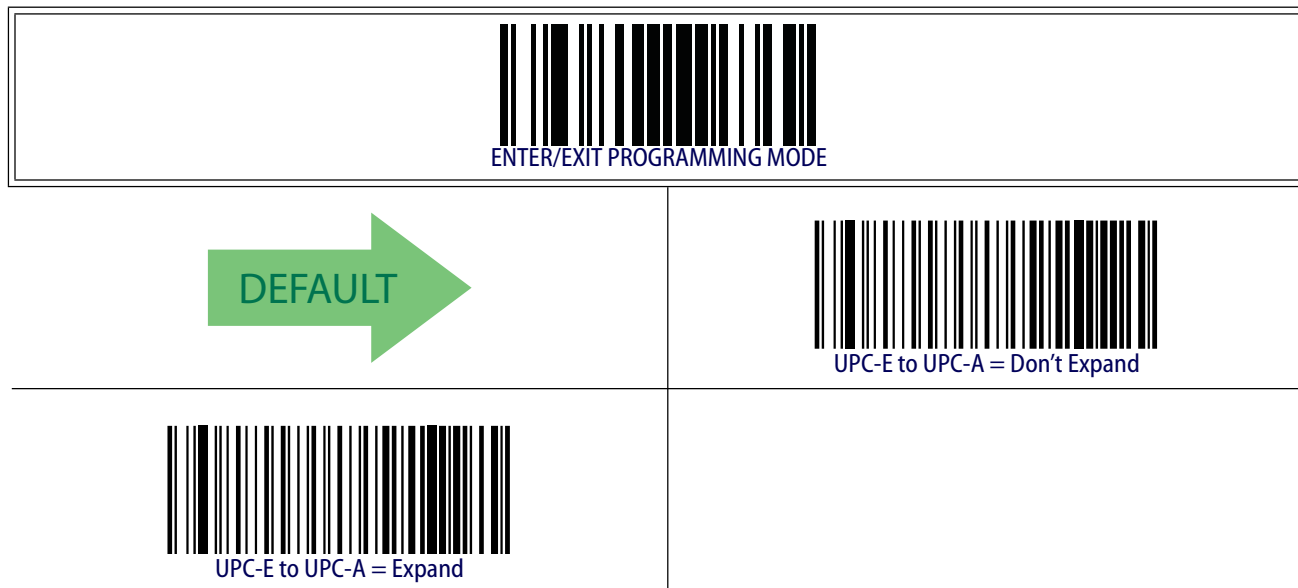 ENTER/EXIT PROGRAMMING MODE
DEFAULT
UPC-E to UPC-A = Don’t Expand
UPC-E to UPC-A = Expand